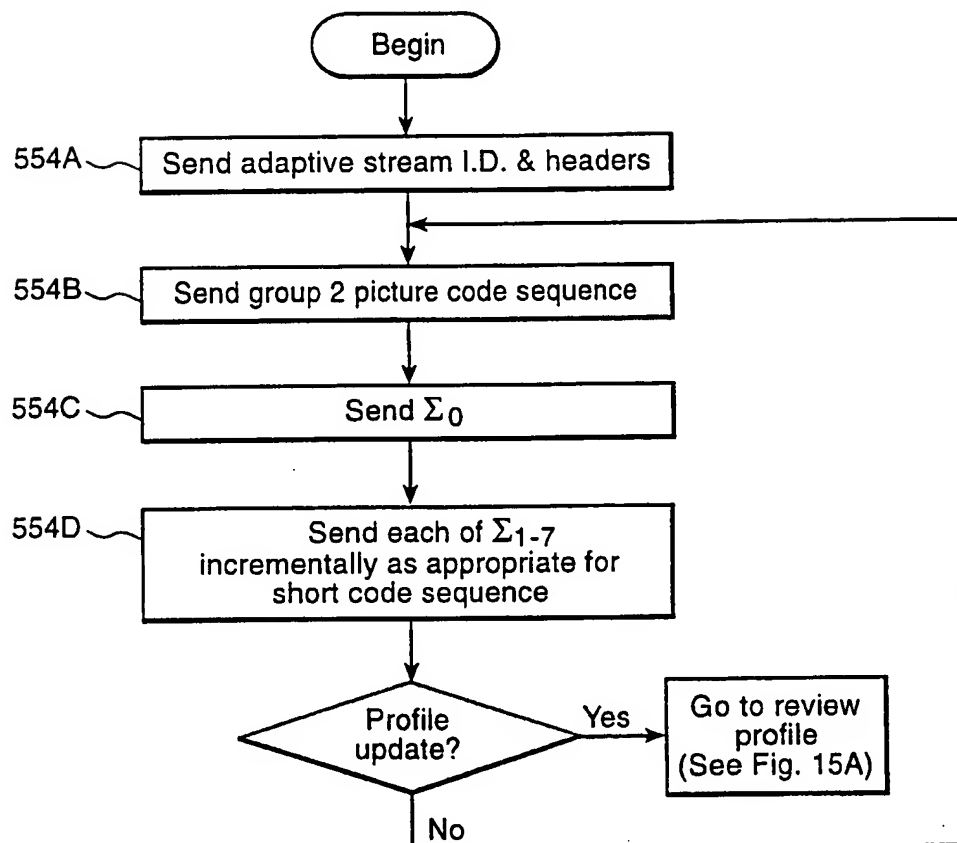 Begin
554A
Send adaptive stream I.D. & headers
554B
Send group 2 picture code sequence
554C
Send Σ0
554D
Send each of Σ1-7
incrementally as appropriate for
short code sequence
Profile
update?
Yes
Go to review
profile
(See Fig. 15A)
No